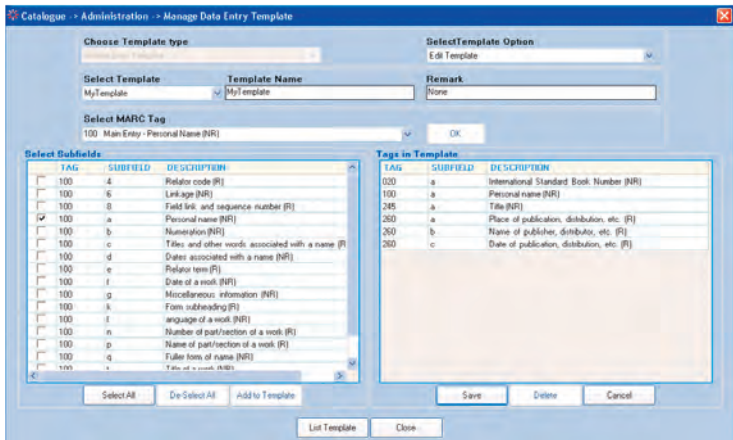 Catalogue -> Administration -> Manage Data Entry Template
Choose Template type
SelectTemplate Option
Edit Template
Select Template
Template Name
Remark
MyTemplate
MyTemplate
None
Select MARC Tag
100 Main Entry - Personal Name (NR)
OK
Select Subfields
TAG SUBFIELD DESCRIPTION
100 4 Relator code (R)
100 6 Linkage (NR)
100 8 Field link and sequence number (R)
100 a Personal name (NR)
100 b Numeration (NR)
100 c Titles and other words associated with a name (R
100 d Dates associated with a name (NR)
100 e Relator term (R)
100 f Date of a work (NR)
100 g Miscellaneous information (NR)
100 k Form subheading (R)
100 l anguage of a work (NR)
100 n Number of part/section of a work (R)
100 p Name of part/section of a work (R)
100 q Fuller form of name (NR)
100 t Title of a work (NR)
Select All
De-Select All
Add to Template
Tags in Template
TAG SUBFIELD DESCRIPTION
020 a International Standard Book Number (NR)
100 a Personal name (NR)
245 a Title (NR)
260 a Place of publication, distribution, etc. (R)
260 b Name of publisher, distributor, etc. (R)
260 c Date of publication, distribution, etc. (R)
Save
Delete
Cancel
List Template
Close